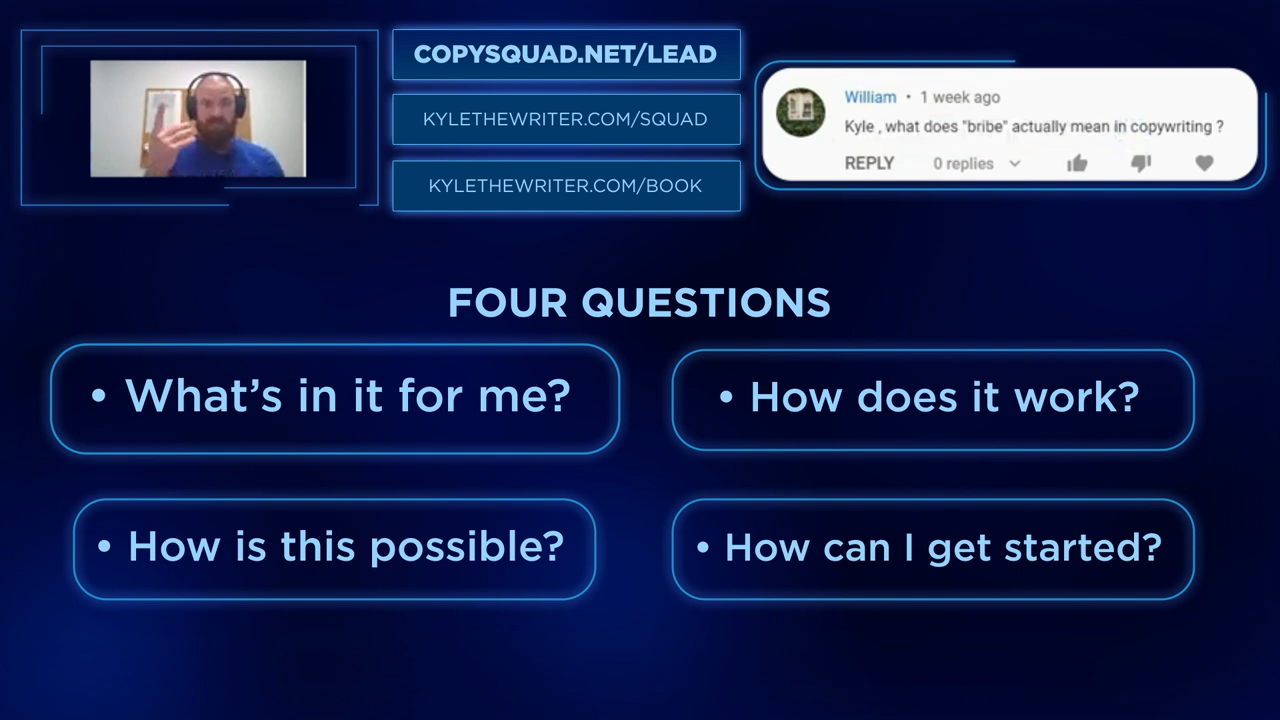 COPYSQUAD.NET/LEAD
KYLETHEWRITER.COM/SQUAD
KYLETHEWRITER.COM/BOOK
William • 1 week ago
Kyle , what does "bribe" actually mean in copywriting ?
REPLY 0 replies
FOUR QUESTIONS
• What's in it for me?
• How does it work?
• How is this possible?
• How can I get started?